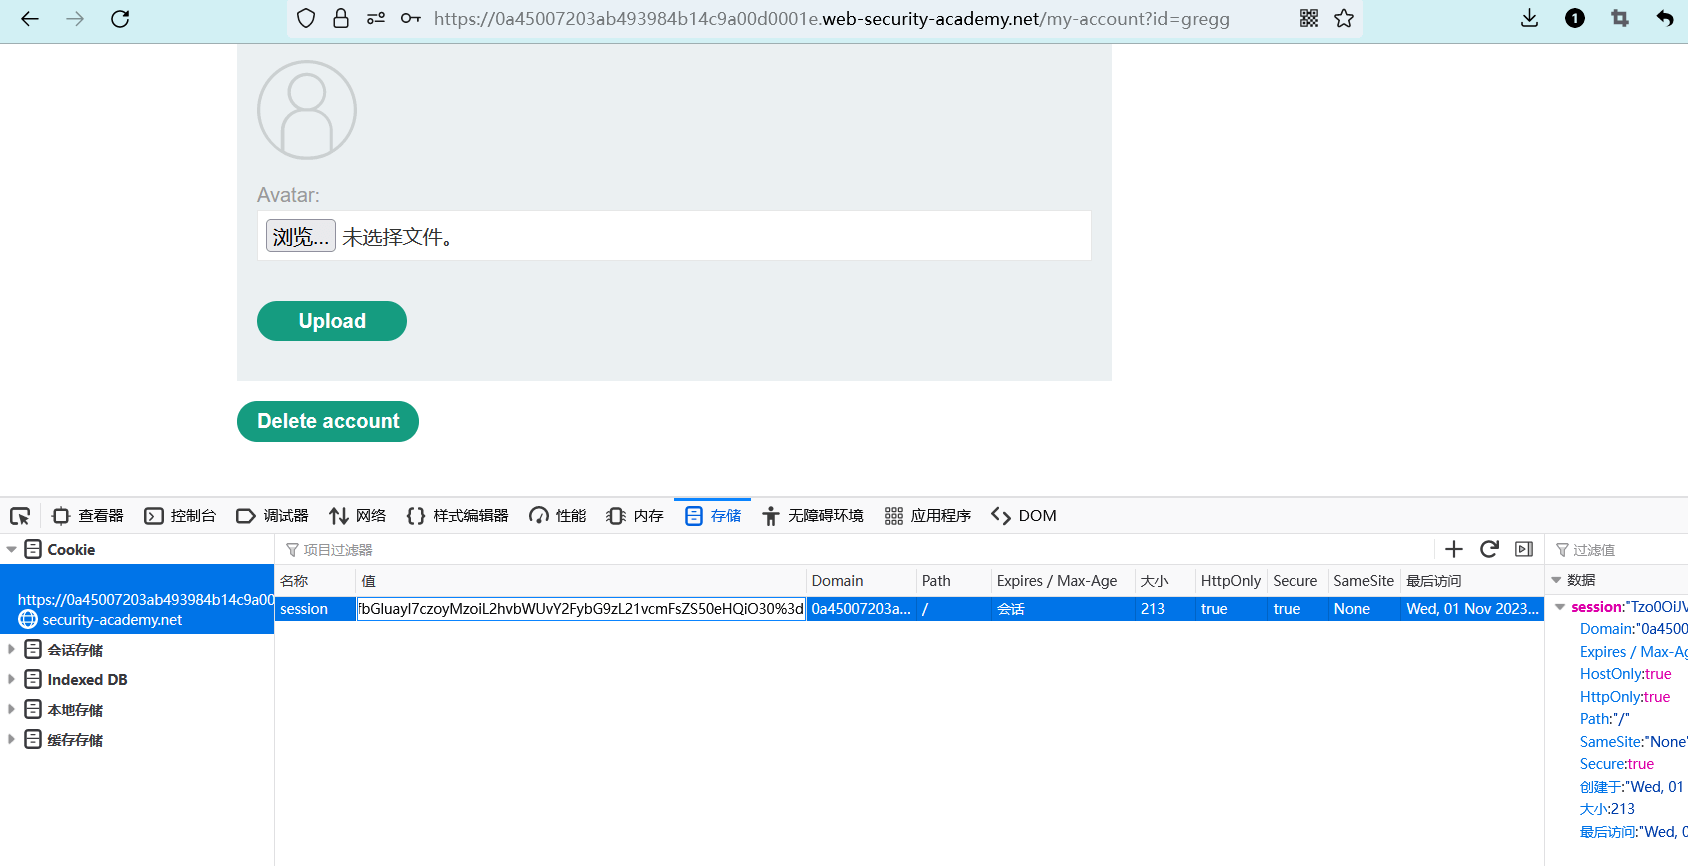 https://0a45007203ab493984b14c9a00d0001e.web-security-academy.net/my-account?id=gregg
1
Avatar:
浏览... 未选择文件。
Upload
Delete account
查看器 控制台 调试器 网络 样式编辑器 性能 内存 存储 无障碍环境 应用程序 DOM
Cookie 项目过滤器 过滤值
名称 值 Domain Path Expires / Max-Age 大小 HttpOnly Secure SameSite 最后访问 数据
https://0a45007203ab493984b14c9a00
security-academy.net
session fbGluayI7czoyMzoiL2hvbWUvY2FybG9zL21vcmFsZS50eHQiO30%3d 0a45007203a... / 会话 213 true true None Wed, 01 Nov 2023...
会话存储
Indexed DB
本地存储
缓存存储
session:"Tzo0OiJV
Domain:"0a4500
Expires / Max-Ag
HostOnly:true
HttpOnly:true
Path:"/"
SameSite:"None"
Secure:true
创建于:"Wed, 01
大小:213
最后访问:"Wed, 0